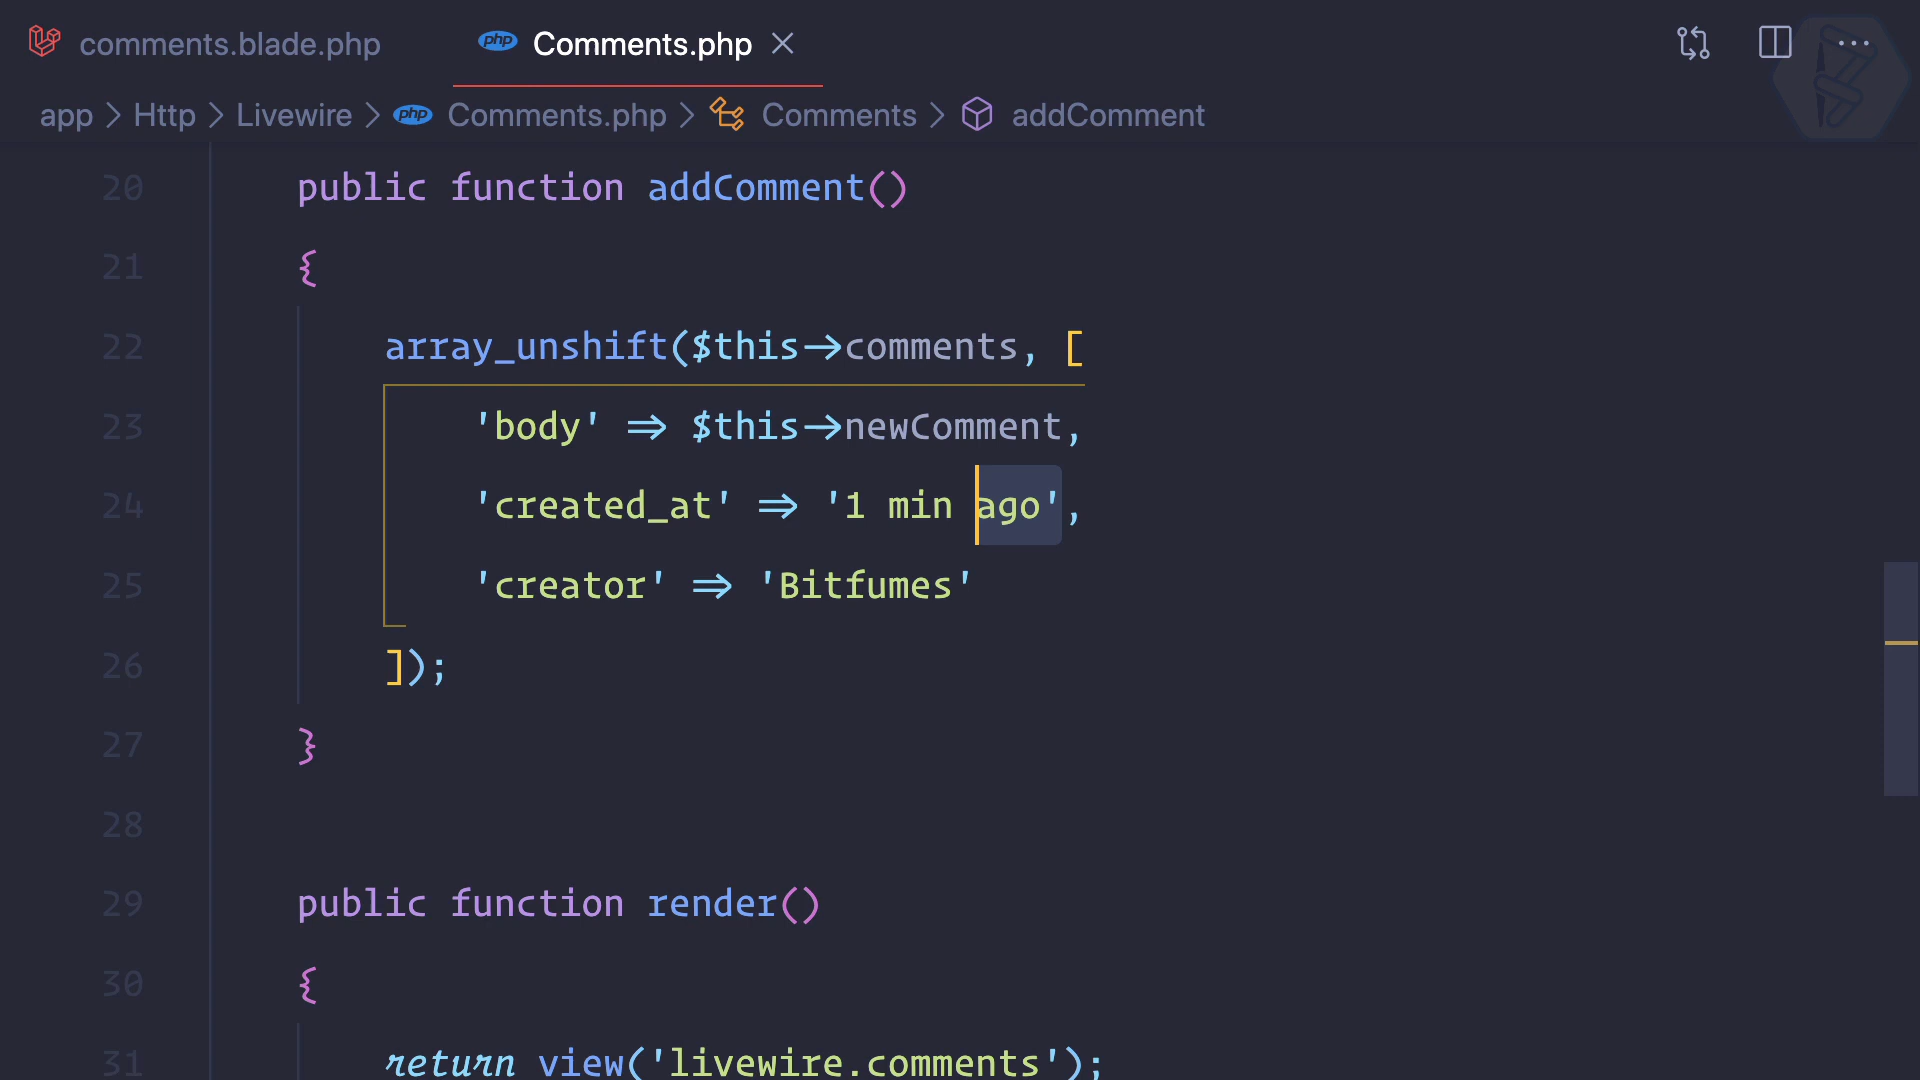 comments.blade.php
php Comments.php
app > Http > Livewire > php Comments.php > Comments > addComment
20 public function addComment()
21 {
22 array_unshift($this->comments, [
23 'body' => $this->newComment,
24 'created_at' => '1 min ago',
25 'creator' => 'Bitfumes'
26 ]);
27 }
28
29 public function render()
30 {
31 return view('livewire.comments');